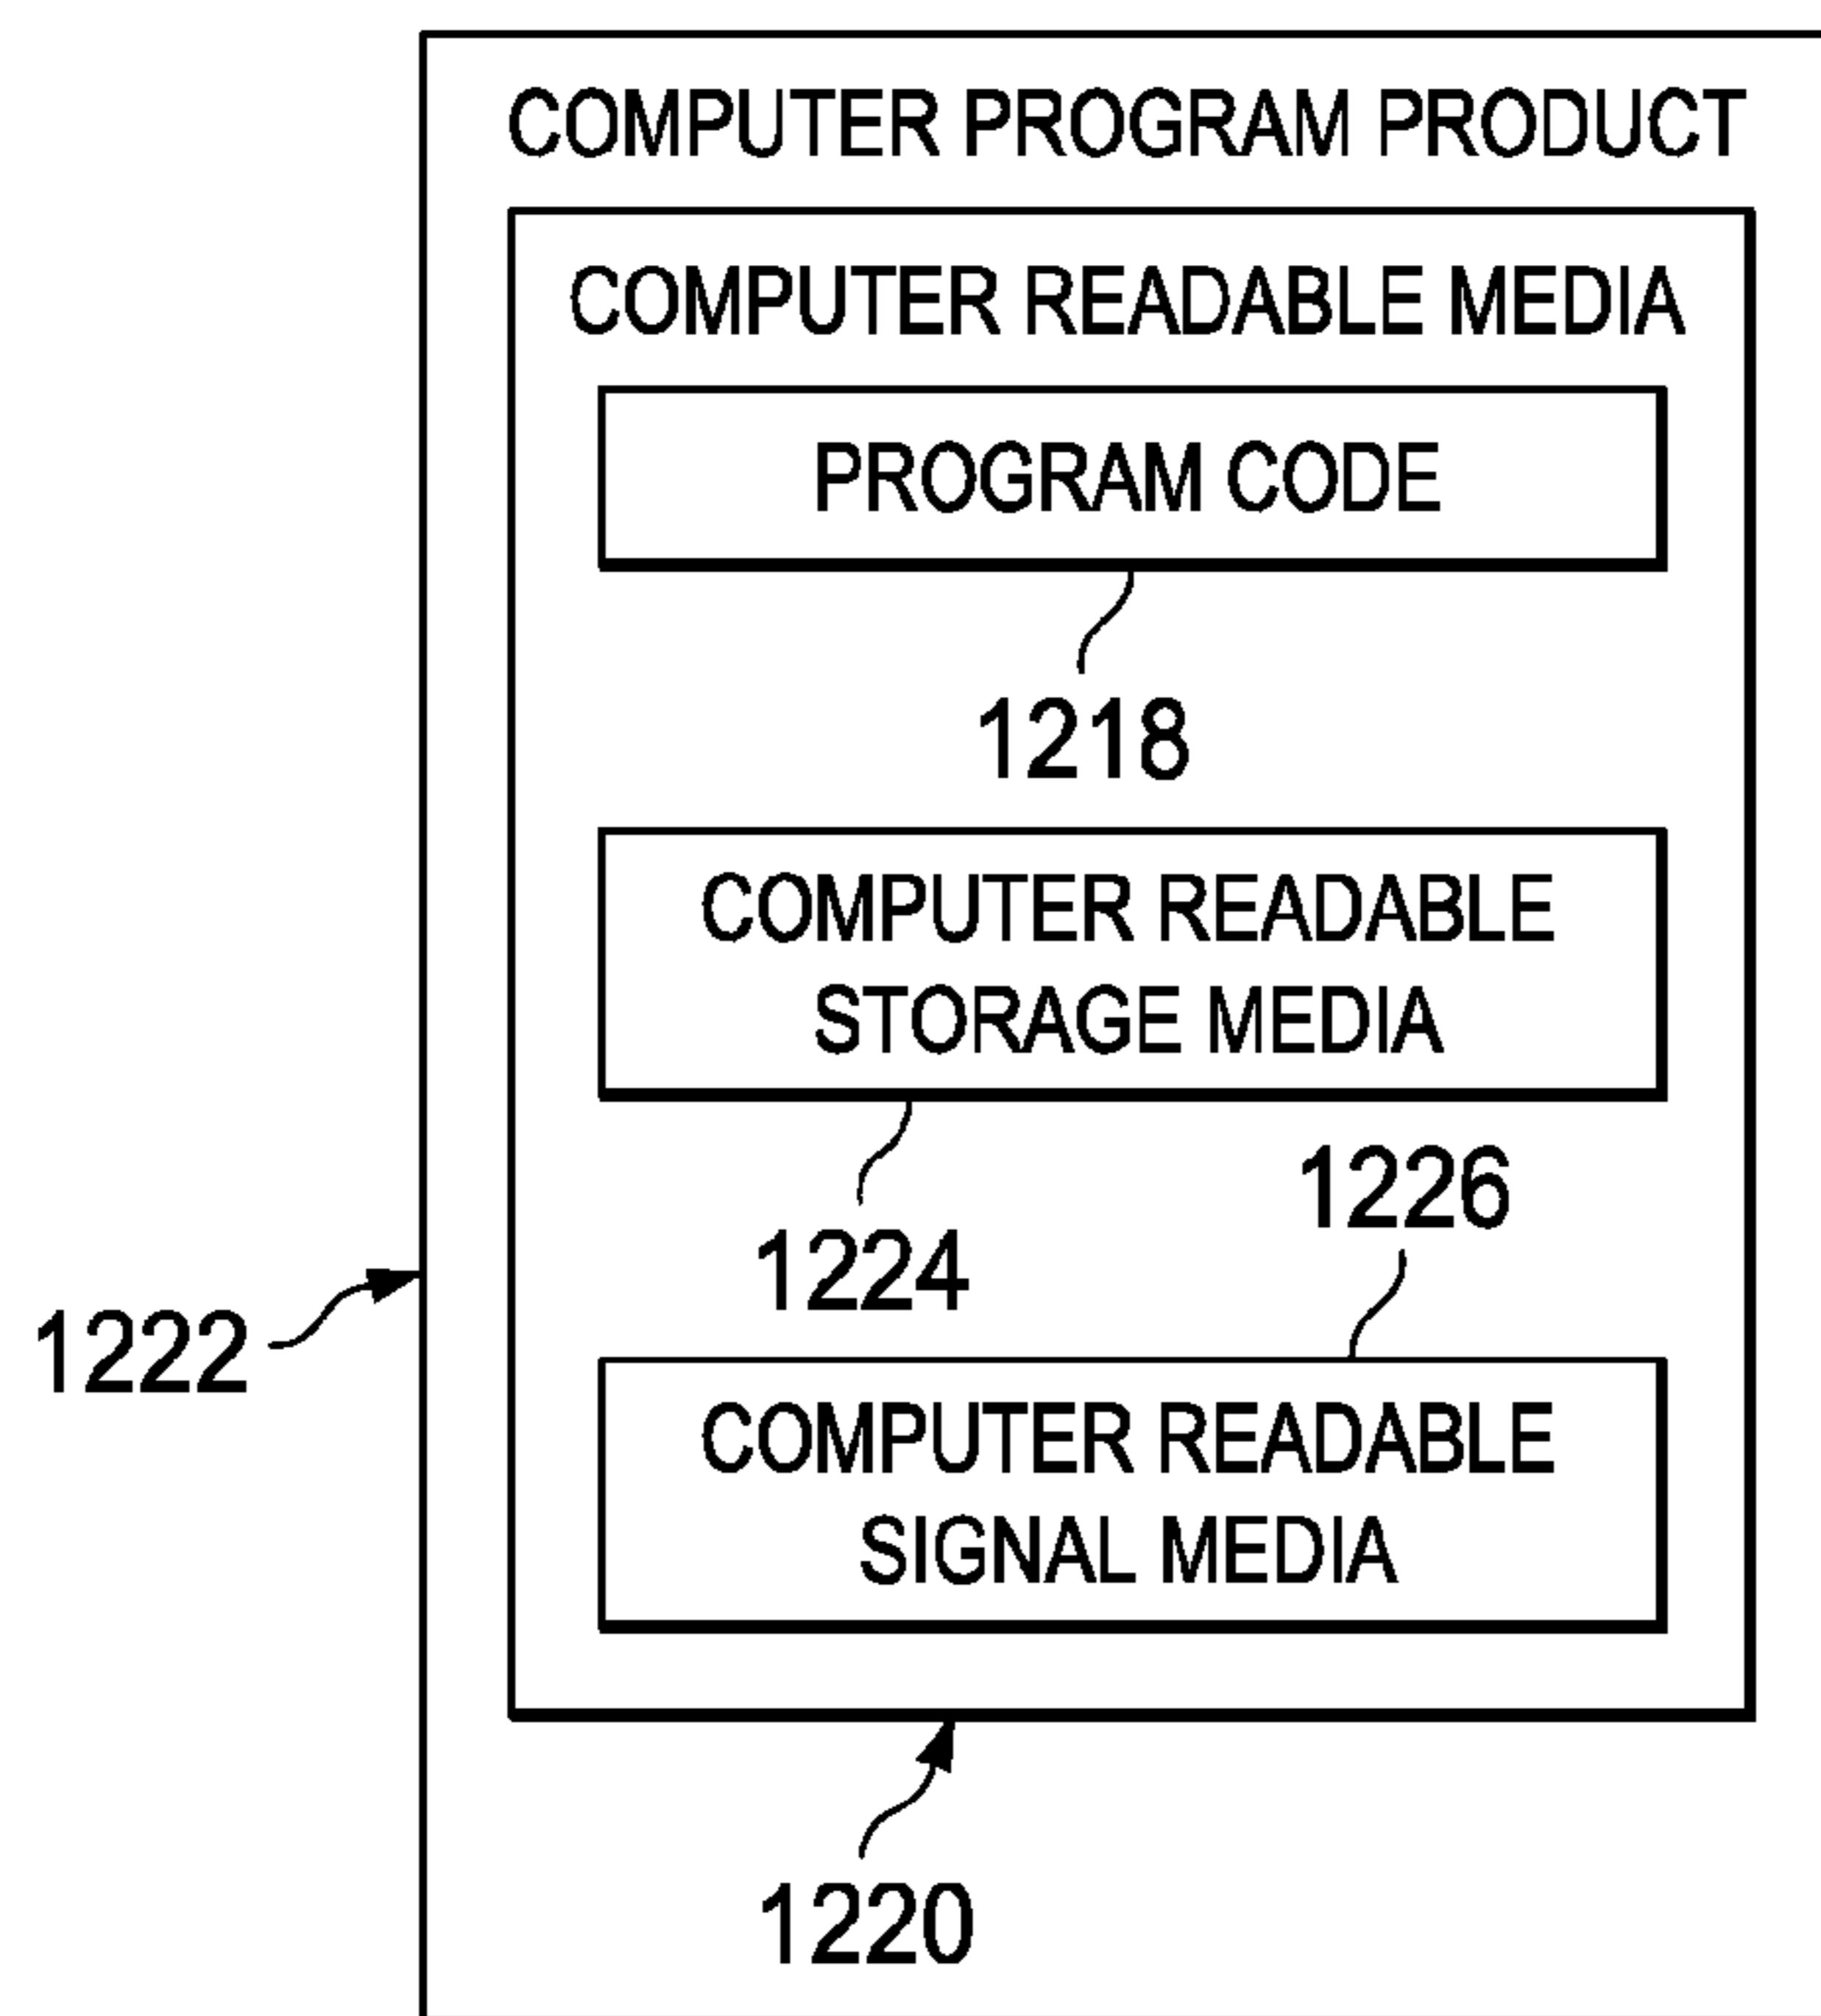 COMPUTER PROGRAM PRODUCT
COMPUTER READABLE MEDIA
PROGRAM CODE
1218
COMPUTER READABLE
STORAGE MEDIA
1226
1224
1222
COMPUTER READABLE
SIGNAL MEDIA
1220